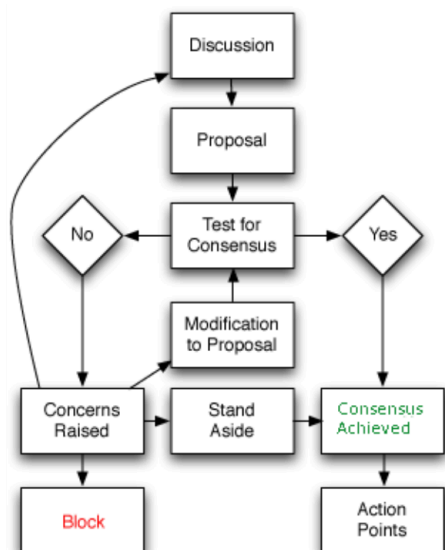 Discussion
Proposal
No
Test for
Consensus
Yes
Modification
to Proposal
Concerns
Raised
Stand
Aside
Consensus
Achieved
Block
Action
Points